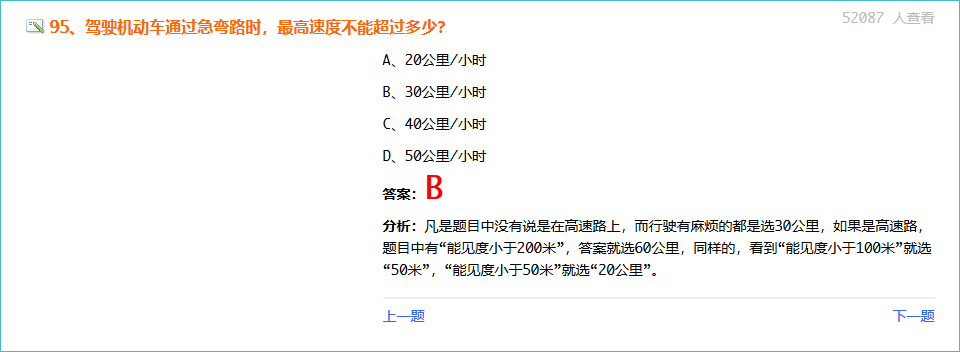 95、驾驶机动车通过急弯路时，最高速度不能超过多少?
52087 人查看
A、20公里/小时
B、30公里/小时
C、40公里/小时
D、50公里/小时
答案：B
分析：凡是题目中没有说是在高速路上，而行驶有麻烦的都是选30公里，如果是高速路，
题目中有“能见度小于200米”，答案就选60公里，同样的，看到“能见度小于100米”就选
“50米”，“能见度小于50米”就选“20公里”。
上一题
下一题